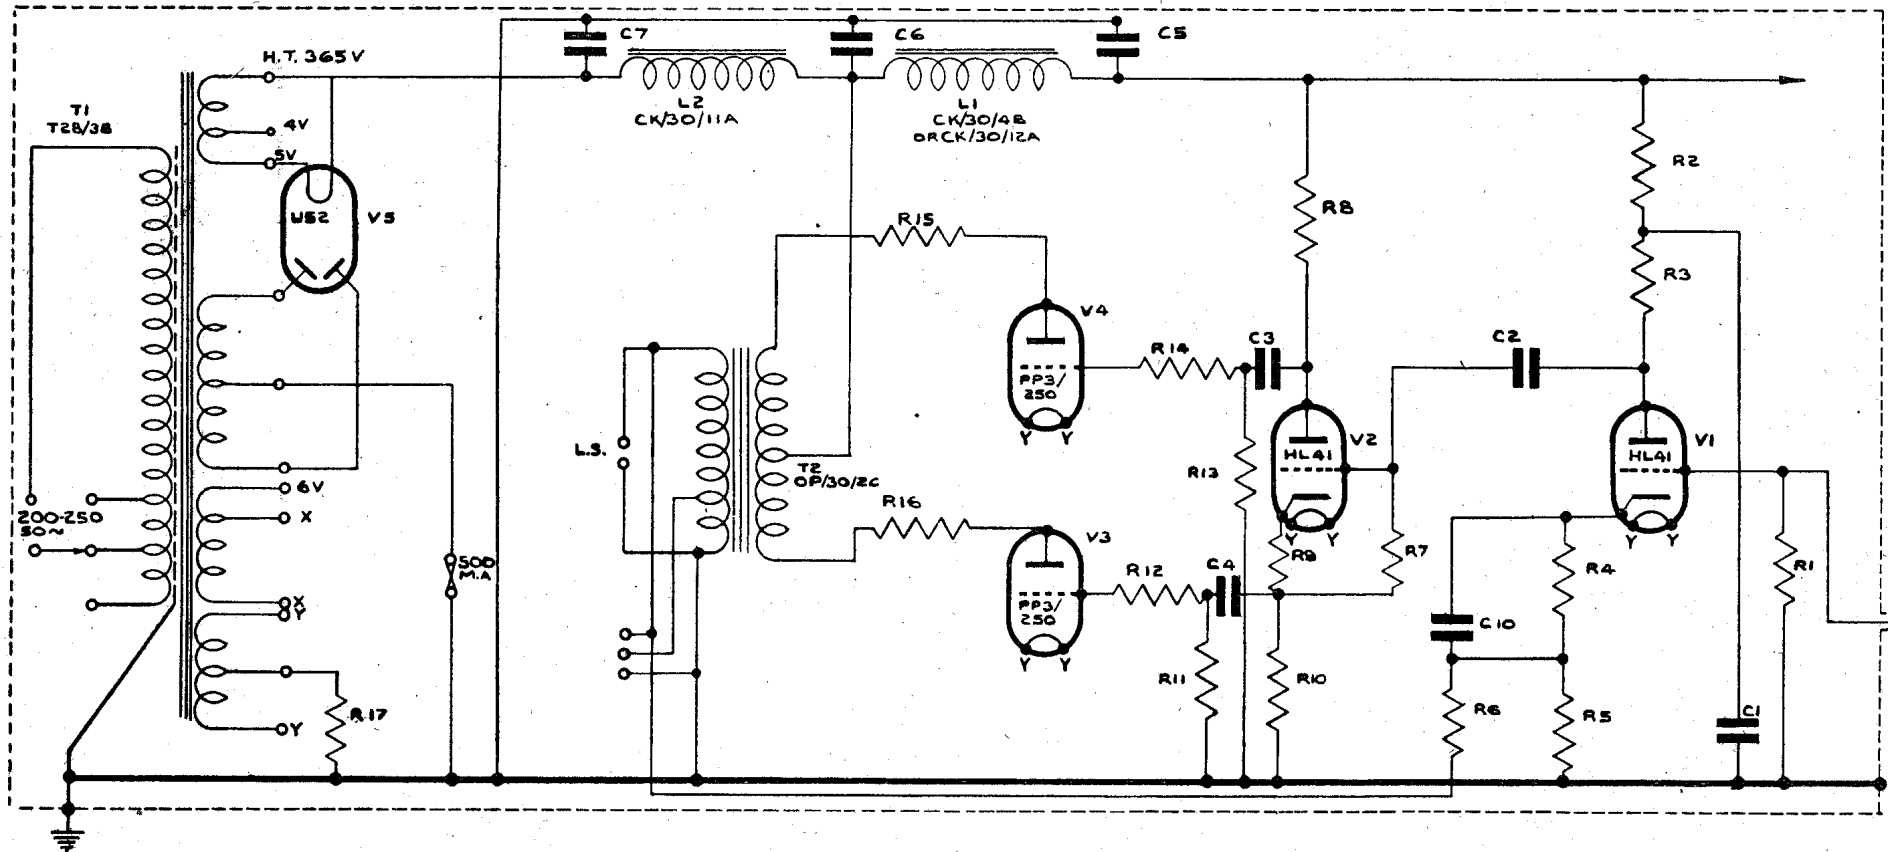 C7
C6
C5
H.T. 365V
L2
CK/30/11A
L1
CK/30/4B
OR CK/30/12A
T1
T2B/3B
4V
5V
U52
V5
R2
R8
R15
R3
V4
C3
C2
R14
PP3/
250
Y Y
V2
V1
L.S.
HL41
HL41
T2
OP/30/2C
R13
6V
R16
X
200-250
50~
Y Y
Y Y
V3
R9
R7
500
M.A
R12
C4
R4
R1
X
Y
PP3/
250
C10
Y Y
R11
R10
R6
R5
C1
R17
Y